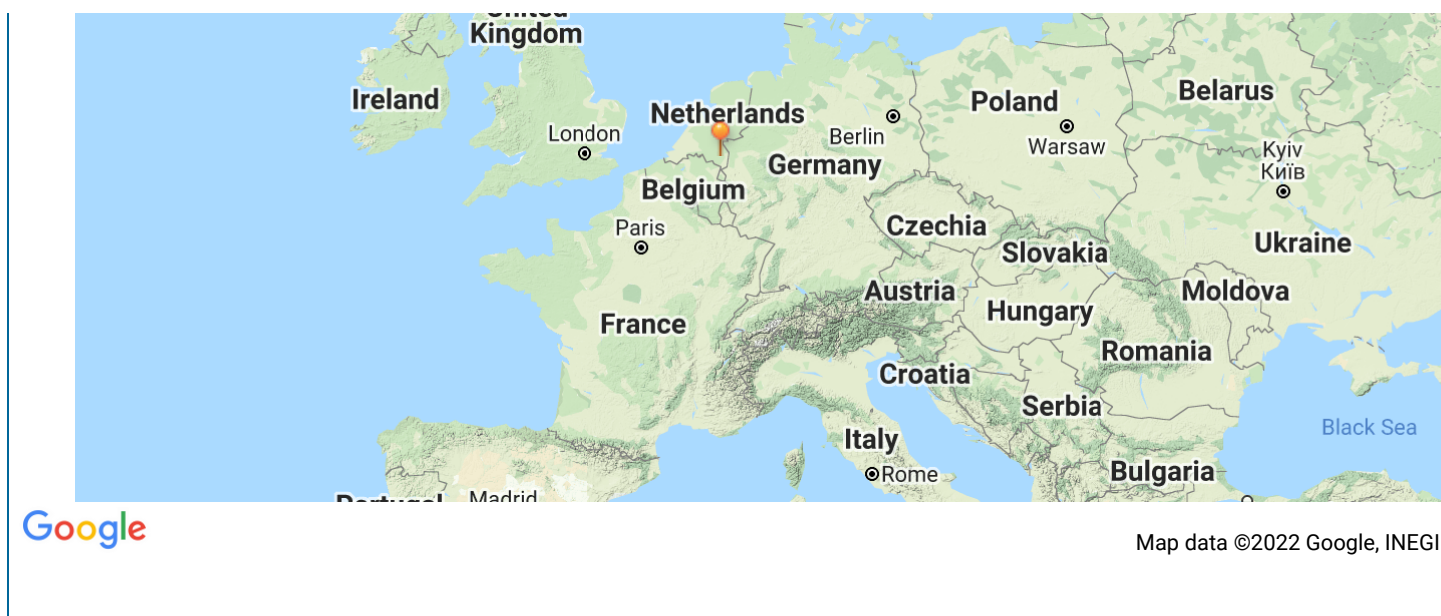 Kingdom
Ireland
London
Netherlands
Berlin
Poland
Warsaw
Belarus
Germany
Belgium
Kyiv
Київ
Paris
Czechia
Slovakia
Ukraine
Austria
Hungary
Moldova
France
Romania
Croatia
Serbia
Black Sea
Italy
Rome
Bulgaria
Madrid
Google
Map data ©2022 Google, INEGI